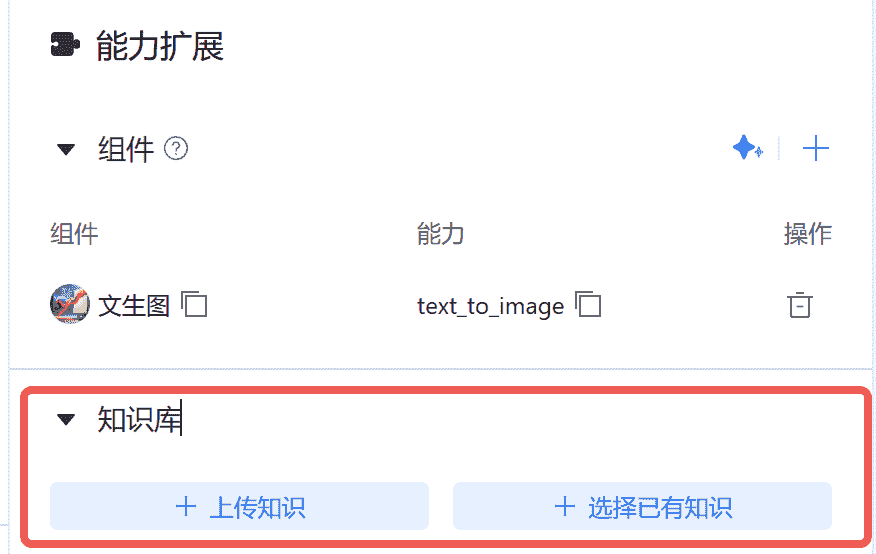 能力扩展
组件 ?
组件 能力 操作
文生图 text_to_image
知识库
+ 上传知识 + 选择已有知识